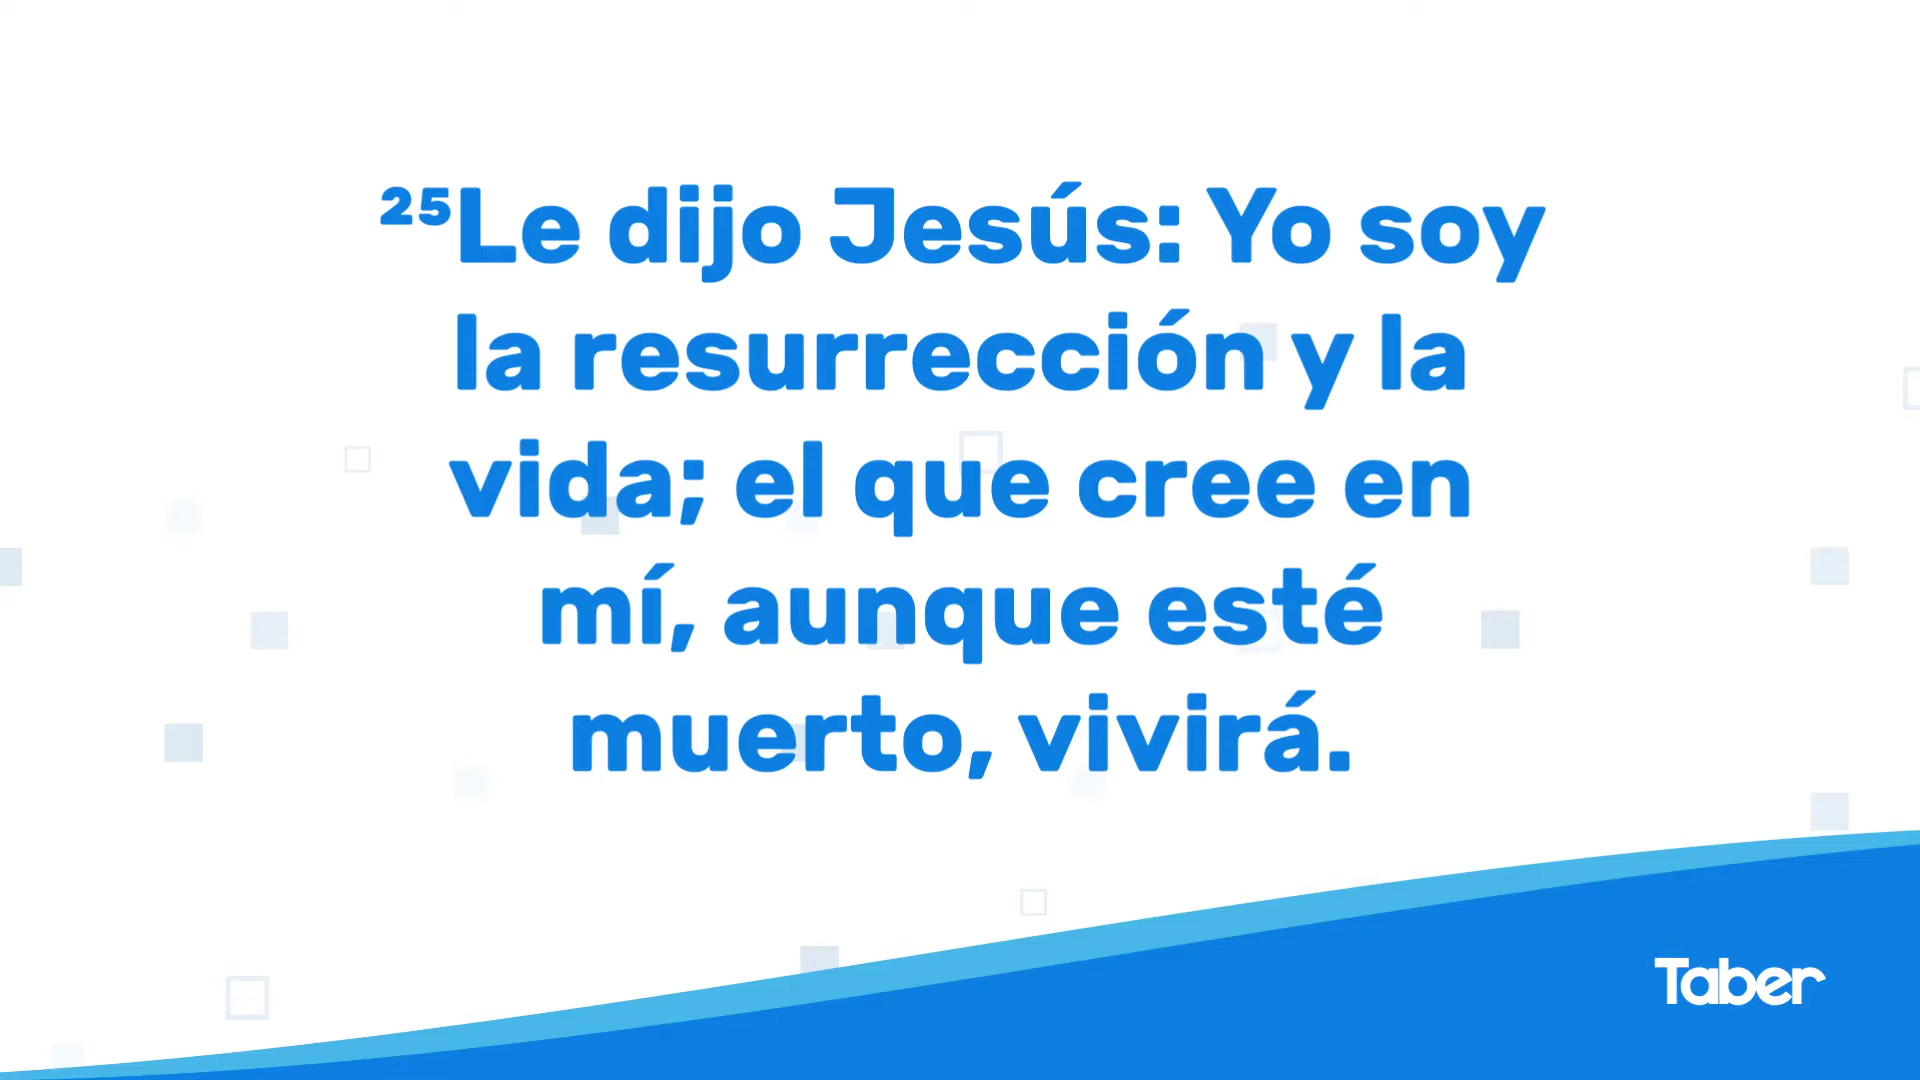 ²⁵Le dijo Jesús: Yo soy
la resurrección y la
vida; el que cree en
mí, aunque esté
muerto, vivirá.
Taber